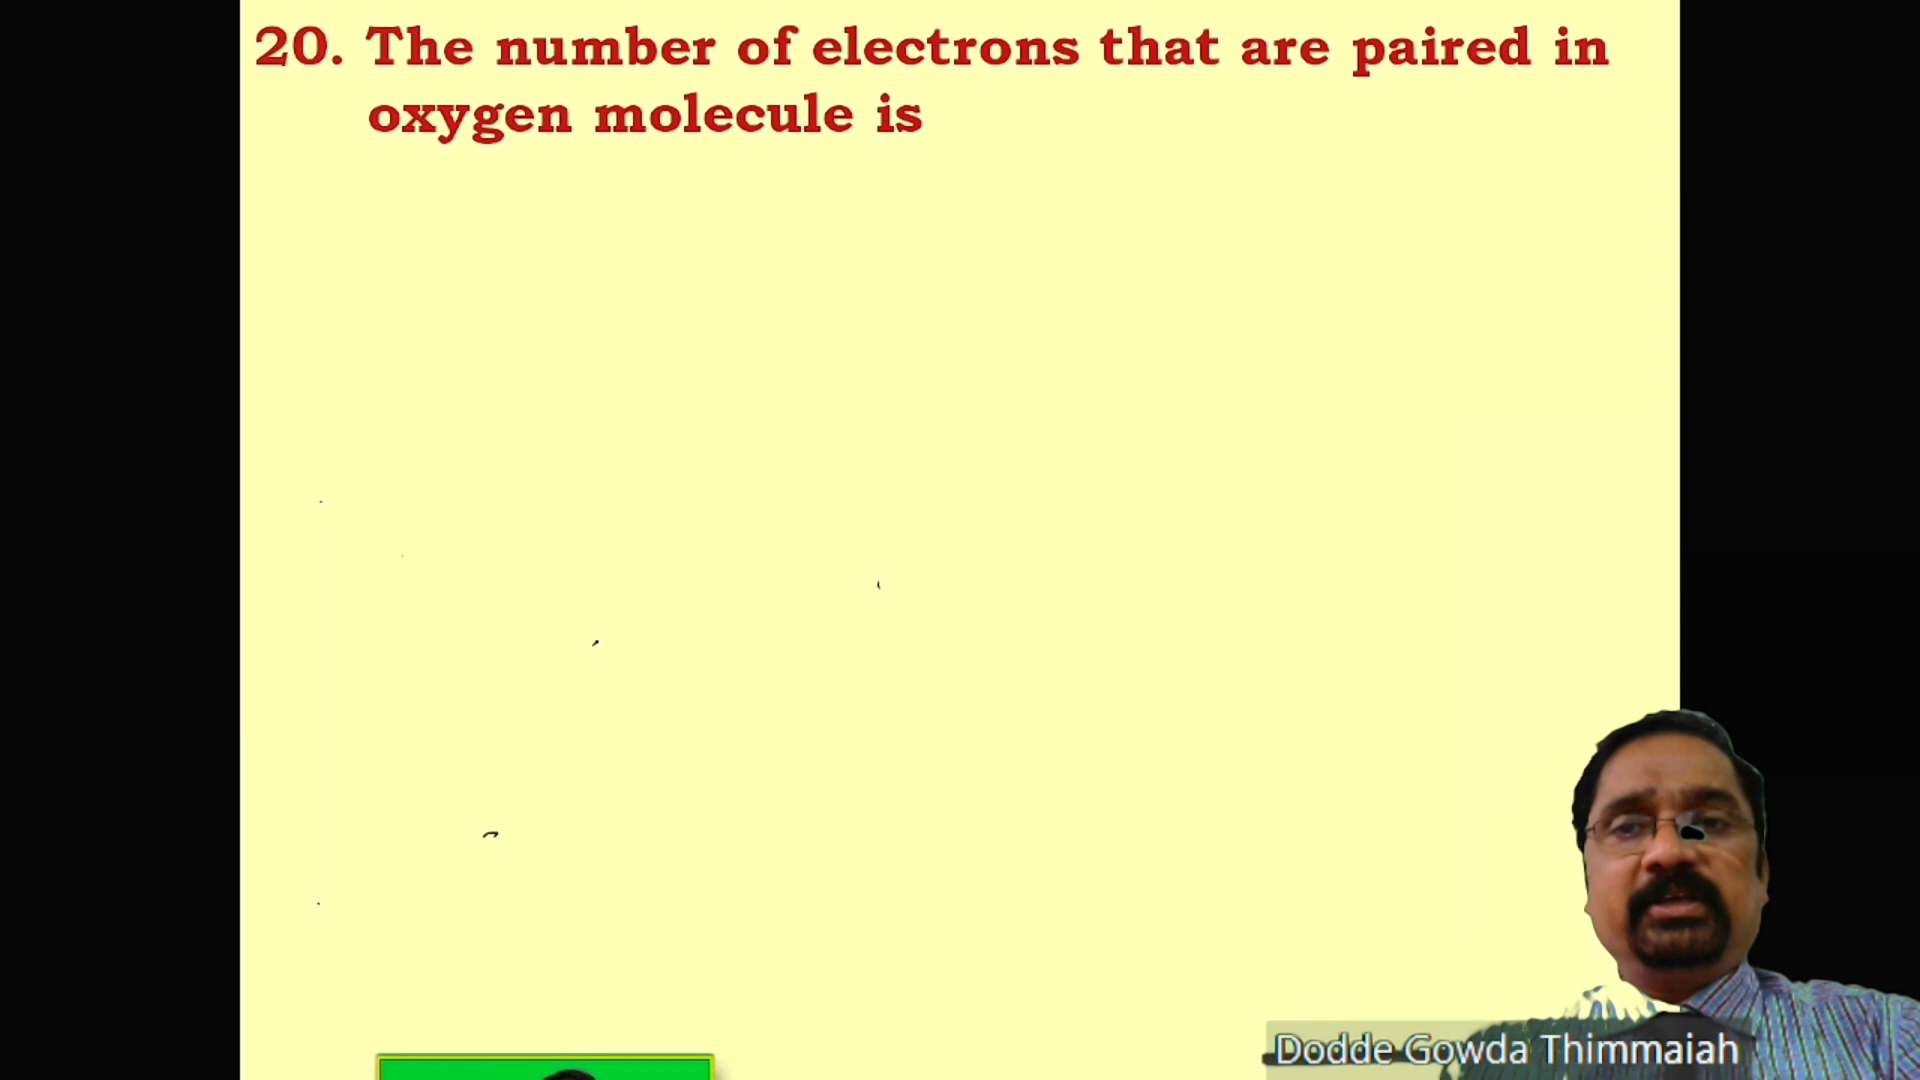 20. The number of electrons that are paired in
oxygen molecule is
Dodde Gowda Thimmaiah